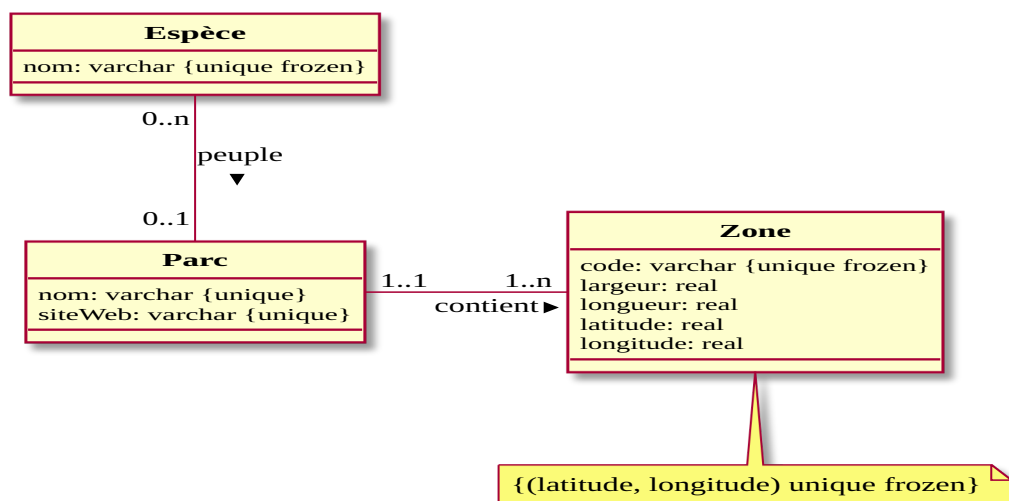 Espèce
nom: varchar {unique frozen}
0..n
peuple
0..1
Parc
nom: varchar {unique}
siteWeb: varchar {unique}
1..1
1..n
contient
Zone
code: varchar {unique frozen}
largeur: real
longueur: real
latitude: real
longitude: real
{(latitude, longitude) unique frozen}